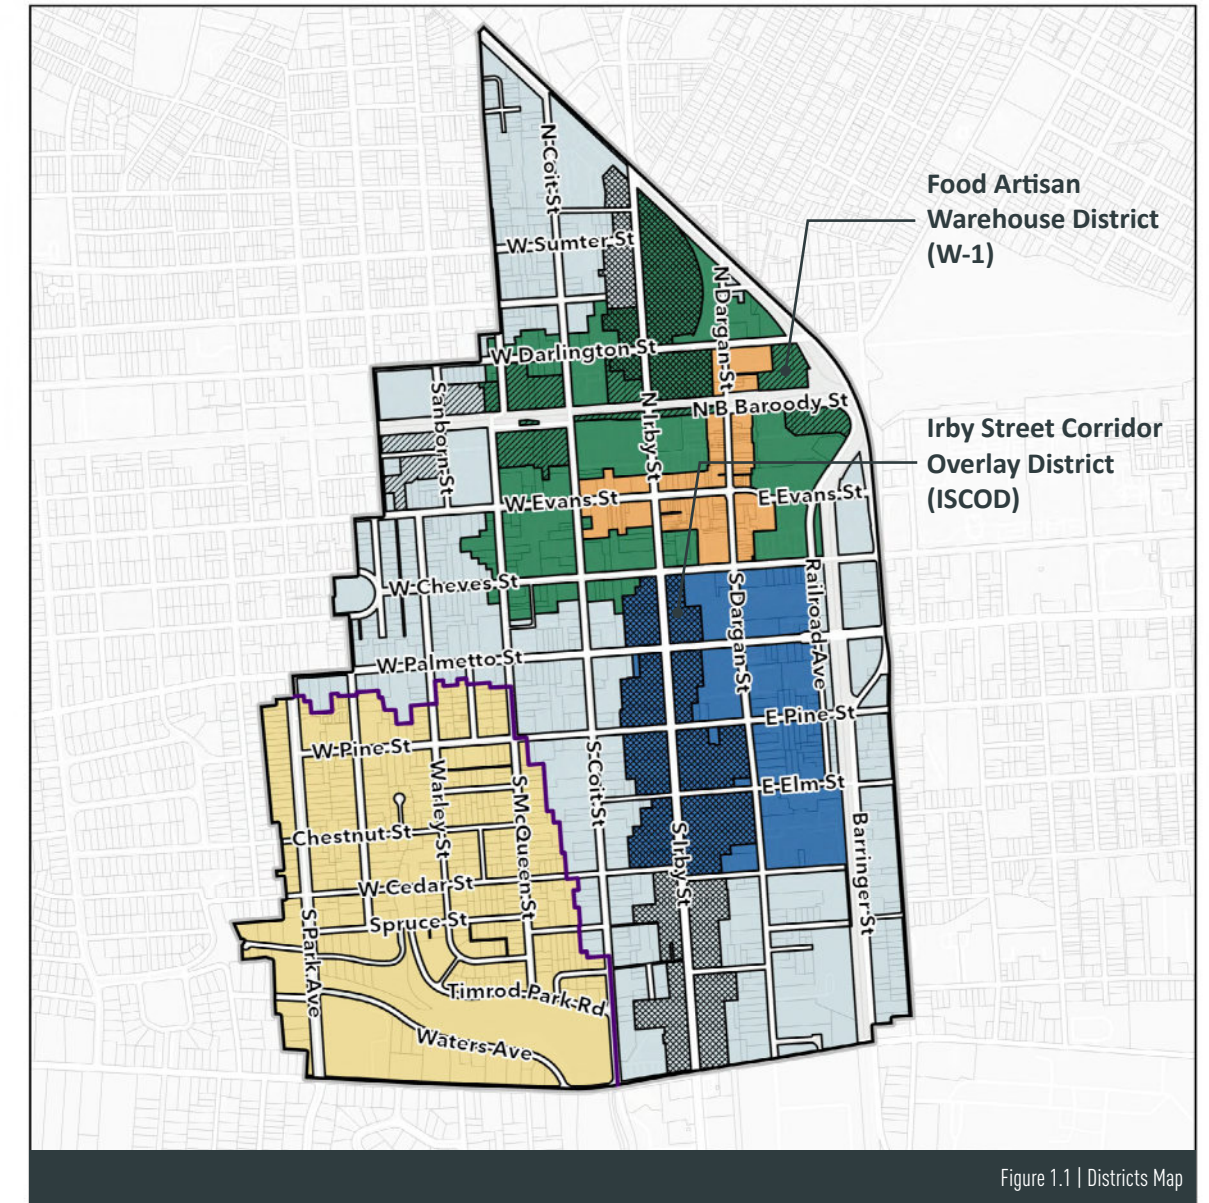 N Coit St
Food Artisan
Warehouse District
(W-1)
W Sumter St
N Dargan St
W Darlington St
Sanborn St
N Irby St
N B Baroody St
Irby Street Corridor
Overlay District
(ISCOD)
W Evans St
E Evans St
W Cheves St
S Dargan St
Railroad Ave
W Palmetto St
E Pine St
W Pine St
Warley St
S McQueen St
S Coit St
E Elm St
Chestnut St
S Irby St
Barringer St
W Cedar St
Spruce St
S Park Ave
Timrod Park Rd
Waters Ave
Figure 1.1 | Districts Map